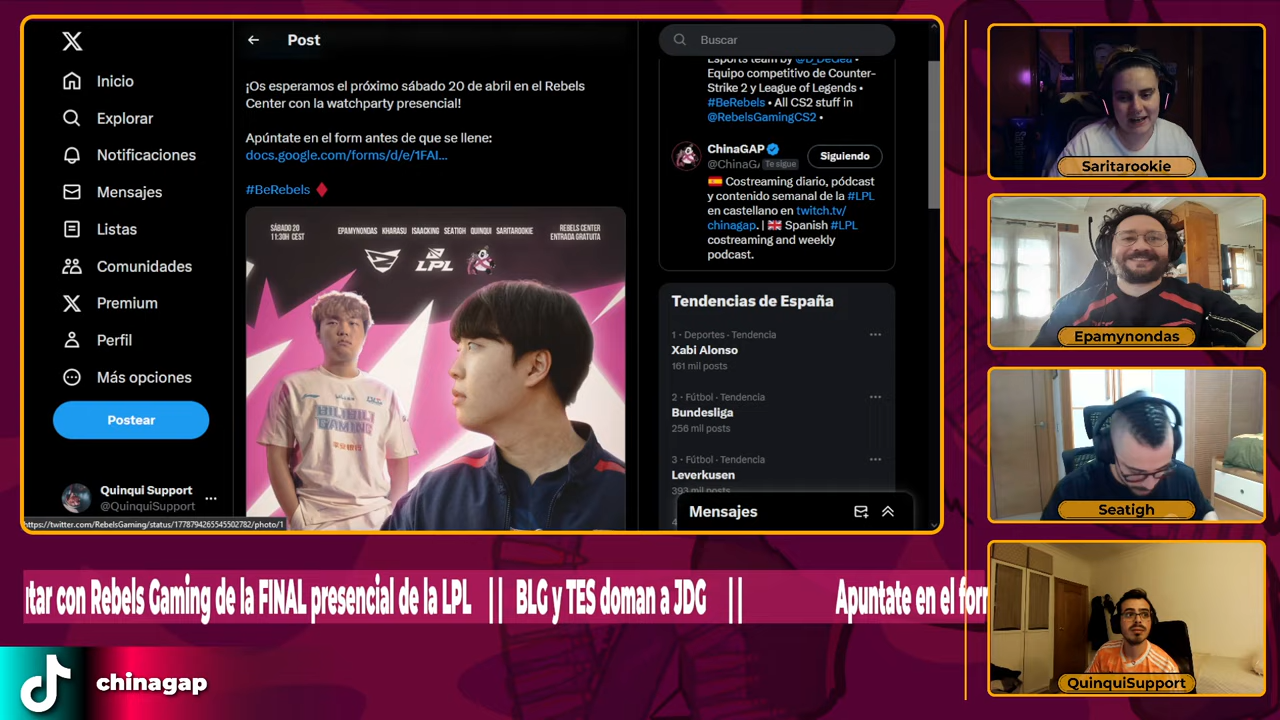 Inicio
Explorar
Notificaciones
Mensajes
Listas
Comunidades
Premium
Perfil
Más opciones
Postear
Quinqui Support
@QuinquiSupport
https://twitter.com/RebelsGaming/status/1778794265545502782/photo/1
Post
¡Os esperamos el próximo sábado 20 de abril en el Rebels
Center con la watchparty presencial!
Apúntate en el form antes de que se llene:
docs.google.com/forms/d/e/1FAI...
#BeRebels
SÁBADO 20
11:30H CEST
EPAMYNONDAS KHARASU ISAACKING SEATIGH QUINQUI SARITAROOKIE
REBELS CENTER
ENTRADA GRATUITA
LPL
BILIBILI
GAMING
Buscar
Esports team by @D_DeGea •
Equipo competitivo de Counter-
Strike 2 y League of Legends •
#BeRebels • All CS2 stuff in
@RebelsGamingCS2 •
ChinaGAP
@ChinaG Te sigue
Siguiendo
Costreaming diario, pódcast
y contenido semanal de la #LPL
en castellano en twitch.tv/
chinagap. | Spanish #LPL
costreaming and weekly
podcast.
Tendencias de España
1 · Deportes · Tendencia
Xabi Alonso
161 mil posts
2 · Fútbol · Tendencia
Bundesliga
256 mil posts
3 · Fútbol · Tendencia
Leverkusen
393 mil posts
Mensajes
Saritarookie
Epamynondas
Seatigh
QuinquiSupport
tar con Rebels Gaming de la FINAL presencial de la LPL || BLG y TES doman a JDG || Apuntate en el forr
chinagap